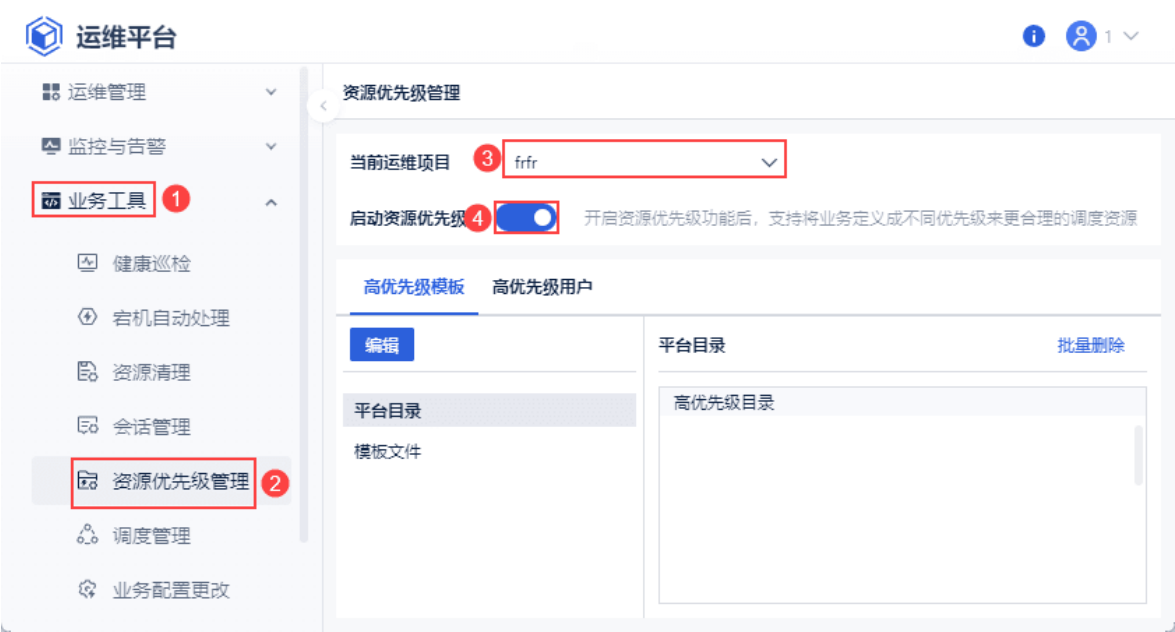 运维平台
1
运维管理
监控与告警
业务工具 1
健康巡检
宕机自动处理
资源清理
会话管理
资源优先级管理 2
调度管理
业务配置更改
资源优先级管理
当前运维项目 3 frfr
启动资源优先级 4 开启资源优先级功能后，支持将业务定义成不同优先级来更合理的调度资源
高优先级模板 高优先级用户
编辑
平台目录
模板文件
平台目录 批量删除
高优先级目录